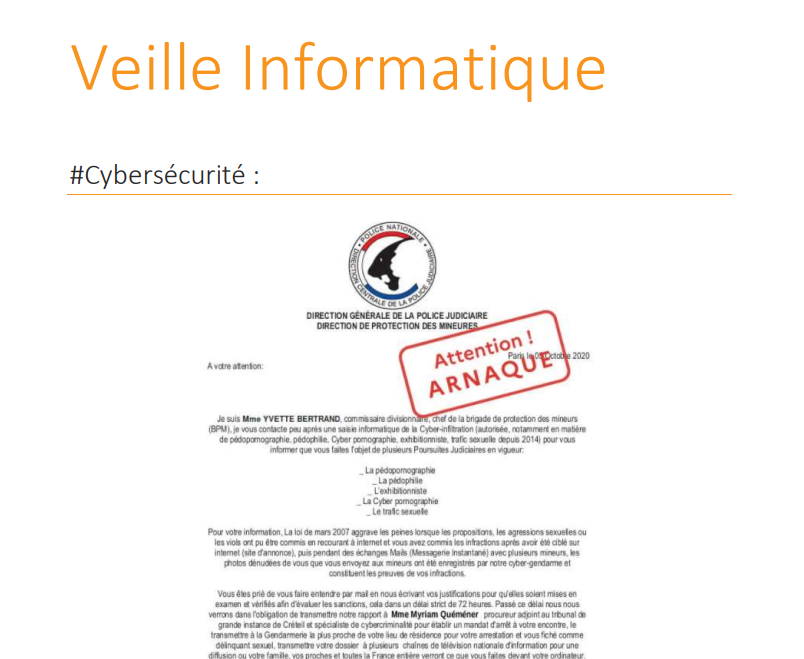 Veille Informatique
#Cybersécurité :
POLICE NATIONALE
DIRECTION CENTRALE DE LA POLICE JUDICIAIRE
DIRECTION GÉNÉRALE DE LA POLICE JUDICIAIRE
DIRECTION DE PROTECTION DES MINEURES
Attention !
ARNAQUE
Paris le 05 Octobre 2020
A votre attention:
Je suis Mme YVETTE BERTRAND, commissaire divisionnaire, chef de la brigade de protection des mineurs
(BPM), je vous contacte peu après une saisie informatique de la Cyber-infiltration (autorisée, notamment en matière
de pédopornographie, pédophilie, Cyber pornographie, exhibitionniste, trafic sexuelle depuis 2014) pour vous
informer que vous faites l'objet de plusieurs Poursuites Judiciaires en vigueur:
_ La pédopornographie
_ La pédophilie
_ L'exhibitionniste
_ La Cyber pornographie
_ Le trafic sexuelle
Pour votre information, La loi de mars 2007 aggrave les peines lorsque les propositions, les agressions sexuelles ou
les viols ont pu être commis en recourant à internet et vous avez commis les infractions après avoir été ciblé sur
internet (site d'annonce), puis pendant des échanges Mails (Messagerie Instantané) avec plusieurs mineurs, les
photos dénudées de vous que vous envoyez aux mineurs ont été enregistrés par notre cyber-gendarme et
constituent les preuves de vos infractions.
Vous êtes prié de vous faire entendre par mail en nous écrivant vos justifications pour qu'elles soient mises en
examen et vérifiés afin d'évaluer les sanctions, cela dans un délai strict de 72 heures. Passé ce délai nous nous
verrons dans l'obligation de transmettre notre rapport à Mme Myriam Quéméner procureur adjoint au tribunal de
grande instance de Créteil et spécialiste de cybercriminalité pour établir un mandat d'arrêt à votre encontre, le
transmettre à la Gendarmerie la plus proche de votre lieu de résidence pour votre arrestation et vous fiché comme
délinquant sexuel, transmettre votre dossier à plusieurs chaînes de télévision nationale d'information pour une
diffusion ou votre famille, vos proches et toutes la France entière verront ce que vous faites devant votre ordinateur.